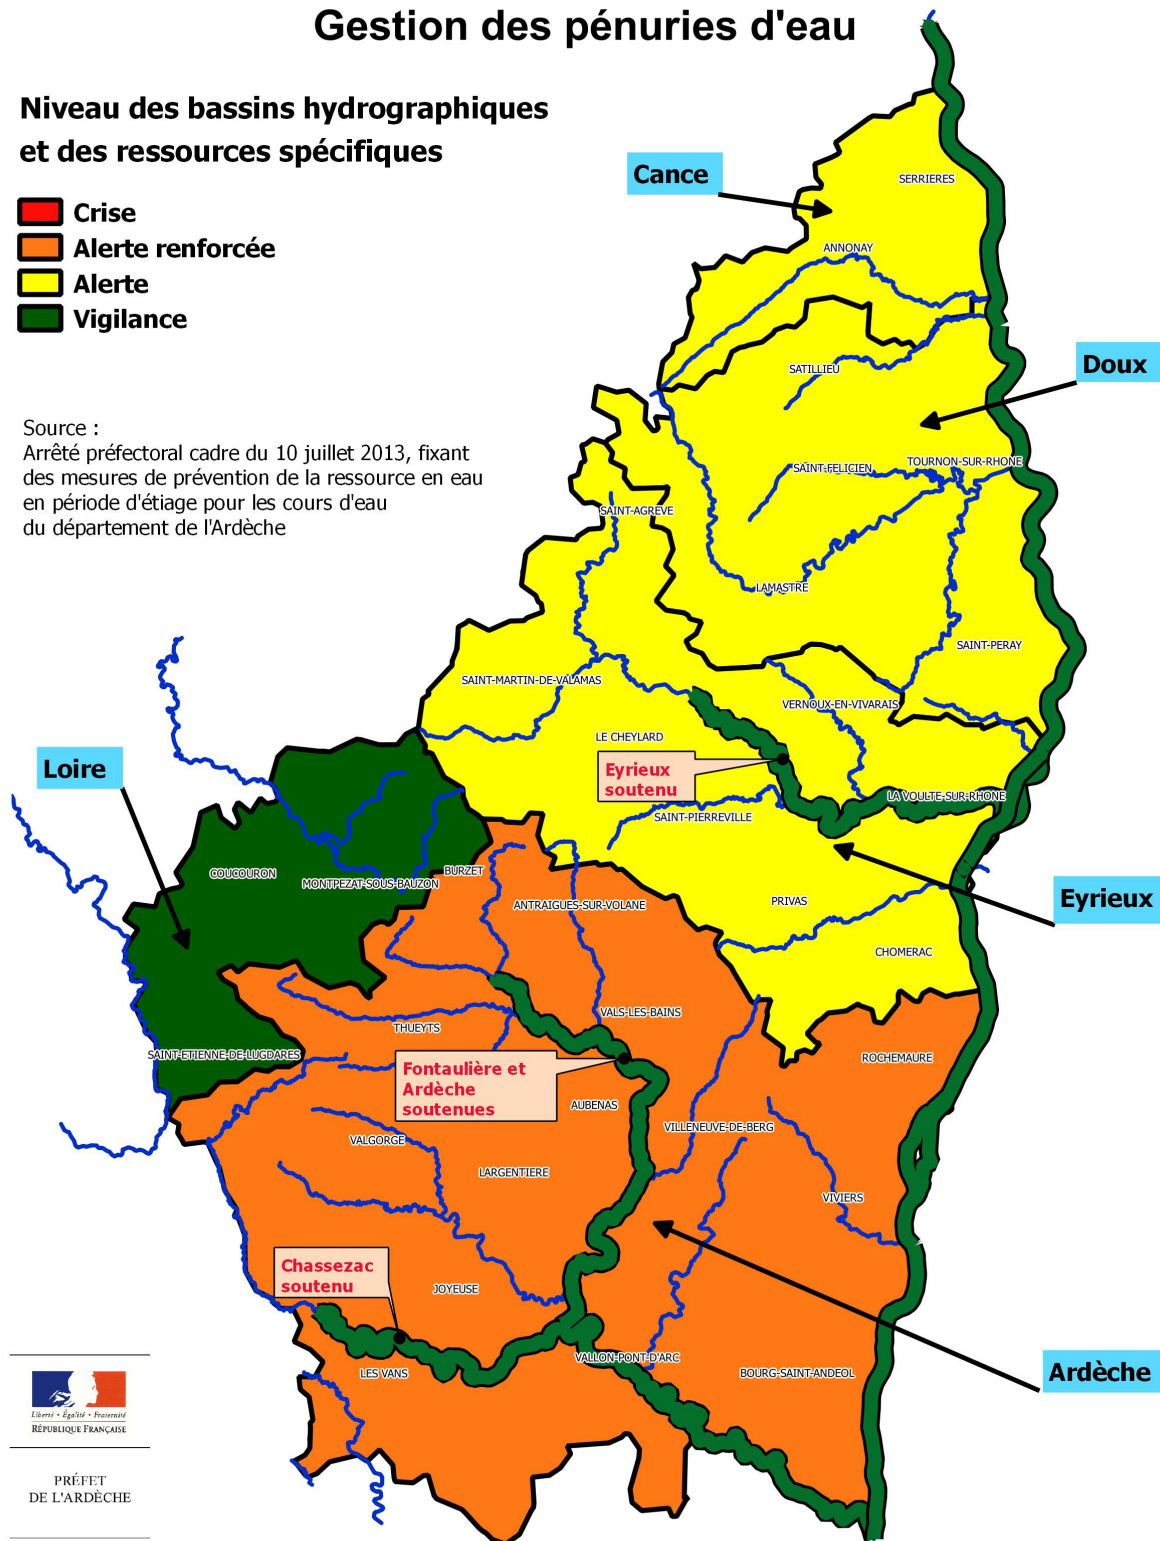 Gestion des pénuries d'eau
Niveau des bassins hydrographiques
et des ressources spécifiques
Crise
Alerte renforcée
Alerte
Vigilance
Source :
Arrêté préfectoral cadre du 10 juillet 2013, fixant
des mesures de prévention de la ressource en eau
en période d'étiage pour les cours d'eau
du département de l'Ardèche
Cance
SERRIERES
ANNONAY
Doux
SATILLIEU
SAINT-FELICIEN
TOURNON-SUR-RHONE
SAINT-AGREVE
LAMASTRE
SAINT-PERAY
SAINT-MARTIN-DE-VALAMAS
VERNOUX-EN-VIVARAIS
LE CHEYLARD
Eyrieux
soutenu
Loire
LA VOULTE-SUR-RHONE
SAINT-PIERREVILLE
COUCOURON
BURZET
MONTPEZAT-SOUS-BAUZON
Eyrieux
ANTRAIGUES-SUR-VOLANE
PRIVAS
CHOMERAC
VALS-LES-BAINS
THUEYTS
SAINT-ETIENNE-DE-LUGDARES
ROCHEMAURE
Fontaulière et
Ardèche
soutenues
AUBENAS
VILLENEUVE-DE-BERG
VALGORGE
LARGENTIERE
VIVIERS
Chassezac
soutenu
JOYEUSE
VALLON-PONT-D'ARC
LES VANS
BOURG-SAINT-ANDEOL
Ardèche
Liberté • Égalité • Fraternité
RÉPUBLIQUE FRANÇAISE
PRÉFET
DE L'ARDÈCHE